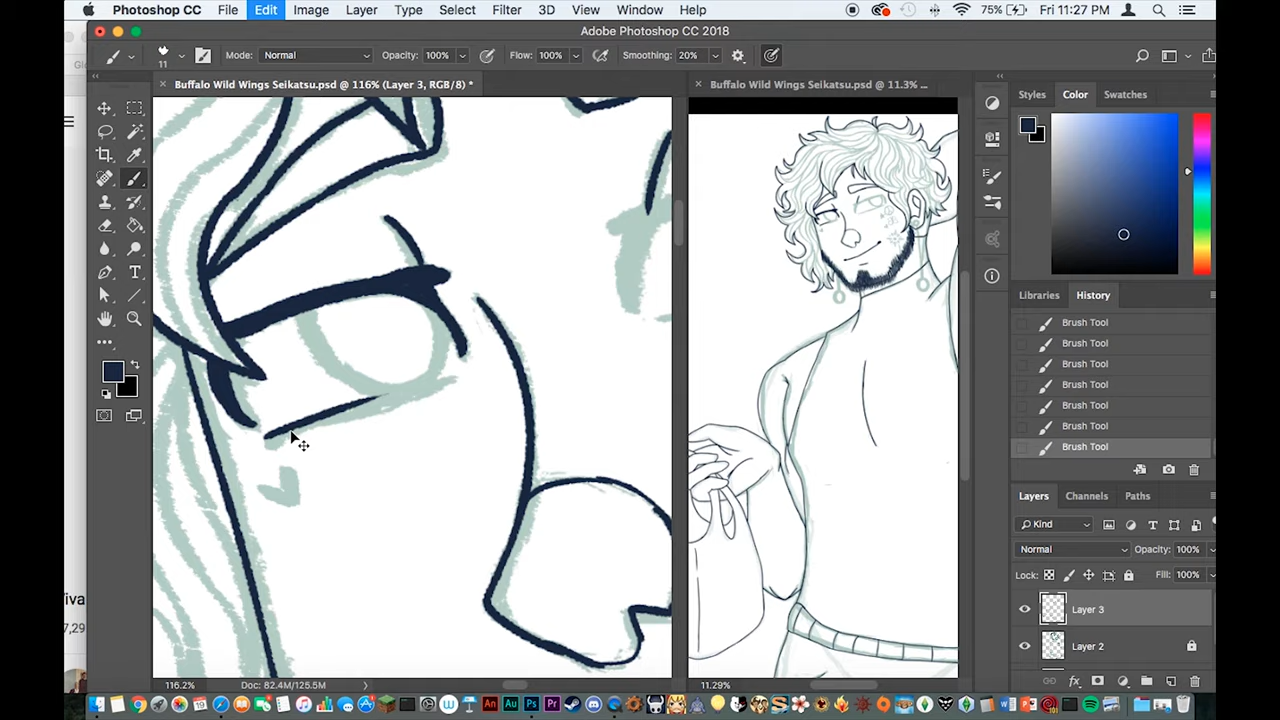 Photoshop CC File Edit Image Layer Type Select Filter 3D View Window Help 75% Fri 11:27 PM
Adobe Photoshop CC 2018
11 Mode: Normal Opacity: 100% Flow: 100% Smoothing: 20%
Buffalo Wild Wings Seikatsu.psd @ 116% (Layer 3, RGB/8) * Buffalo Wild Wings Seikatsu.psd @ 11.3% ...
Styles Color Swatches
Libraries History
Brush Tool
Brush Tool
Brush Tool
Brush Tool
Brush Tool
Brush Tool
Brush Tool
Layers Channels Paths
Kind
Normal Opacity: 100%
Lock: Fill: 100%
Layer 3
Layer 2
116.2% Doc: 82.4M/125.5M 11.29%